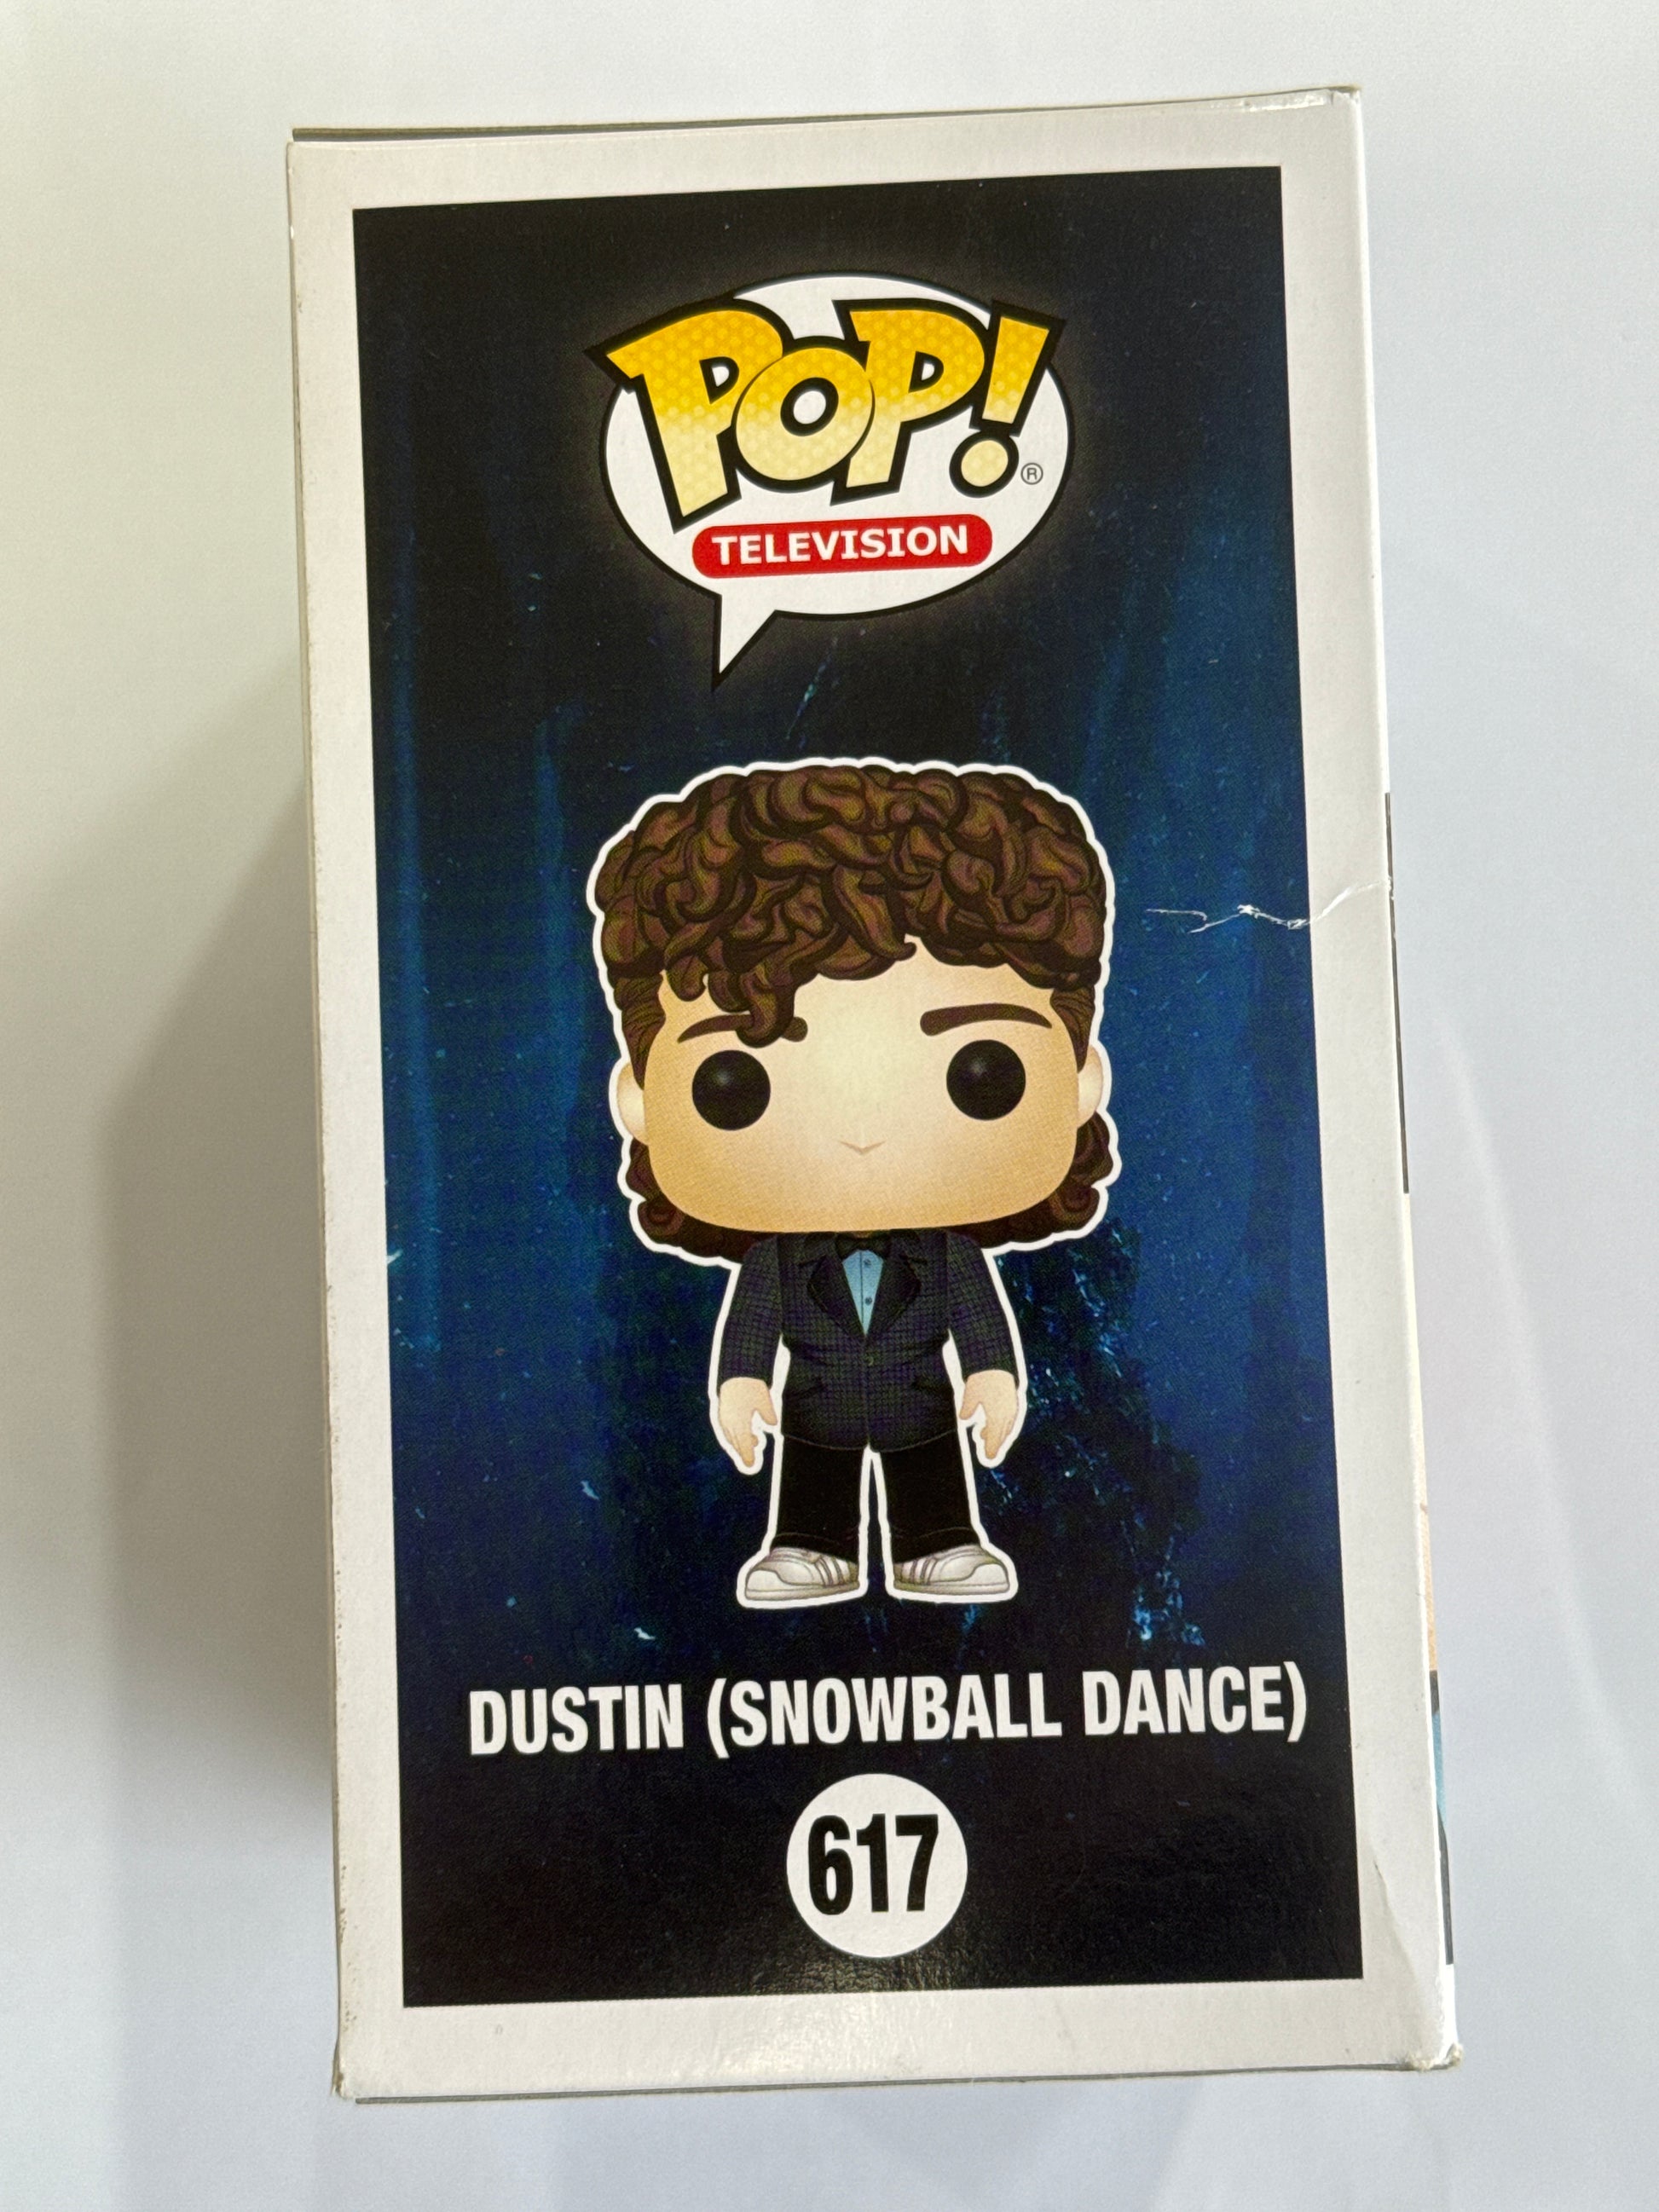 POP!®
TELEVISION
DUSTIN (SNOWBALL DANCE)
617